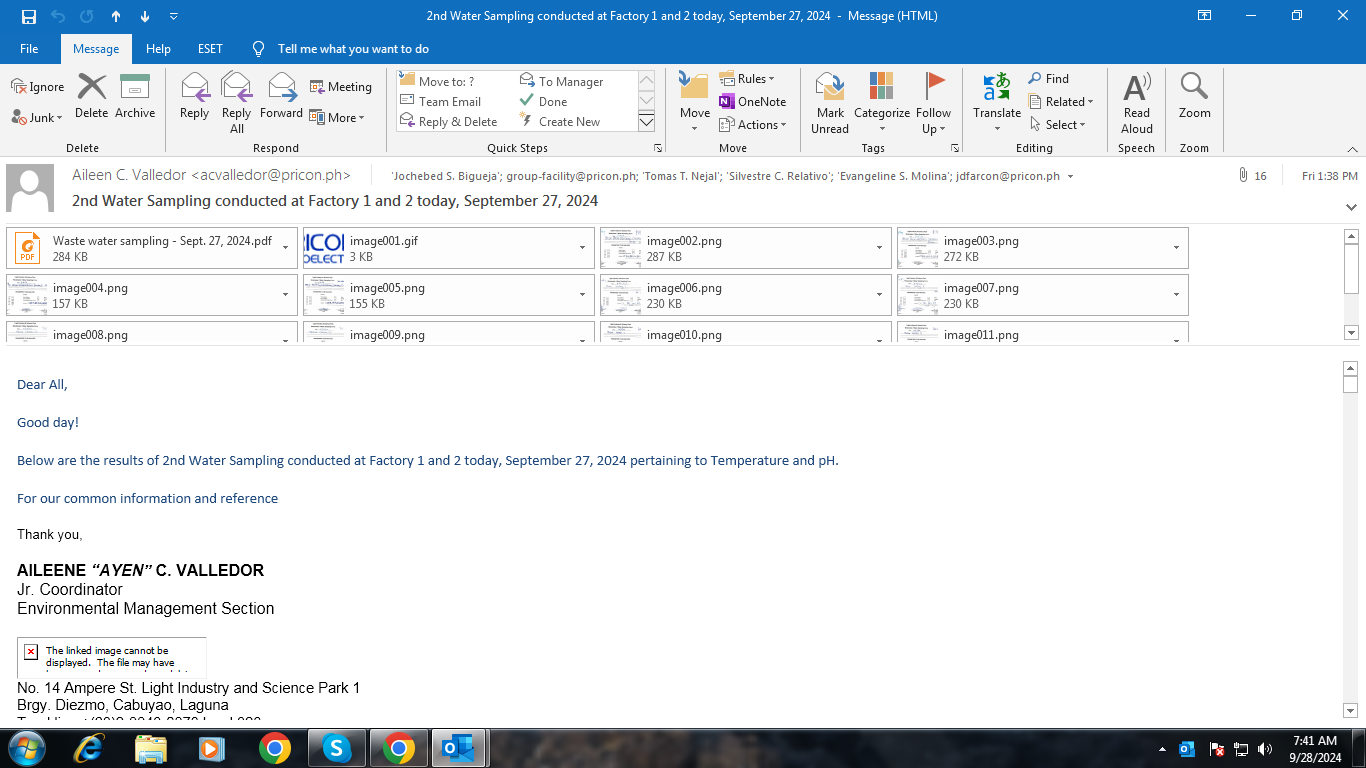 2nd Water Sampling conducted at Factory 1 and 2 today, September 27, 2024 - Message (HTML)
File Message Help ESET Tell me what you want to do
Ignore
Junk
Delete
Archive
Delete
Reply
Reply All
Forward
Meeting
More
Respond
Move to: ? To Manager
Team Email Done
Reply & Delete Create New
Quick Steps
Move
Rules
OneNote
Actions
Move
Mark Unread
Categorize
Follow Up
Tags
Translate
Find
Related
Select
Editing
Read Aloud
Speech
Zoom
Zoom
Aileen C. Valledor <acvalledor@pricon.ph> 'Jochebed S. Bigueja'; group-facility@pricon.ph; 'Tomas T. Nejal'; 'Silvestre C. Relativo'; 'Evangeline S. Molina'; jdfarcon@pricon.ph 16 Fri 1:38 PM
2nd Water Sampling conducted at Factory 1 and 2 today, September 27, 2024
PDF
Waste water sampling - Sept. 27, 2024.pdf
284 KB
image001.gif
3 KB
image002.png
287 KB
image003.png
272 KB
image004.png
157 KB
image005.png
155 KB
image006.png
230 KB
image007.png
230 KB
image008.png
image009.png
image010.png
image011.png
Dear All,
Good day!
Below are the results of 2nd Water Sampling conducted at Factory 1 and 2 today, September 27, 2024 pertaining to Temperature and pH.
For our common information and reference
Thank you,
AILEENE “AYEN” C. VALLEDOR
Jr. Coordinator
Environmental Management Section
The linked image cannot be
displayed. The file may have
No. 14 Ampere St. Light Industry and Science Park 1
Brgy. Diezmo, Cabuyao, Laguna
7:41 AM
9/28/2024